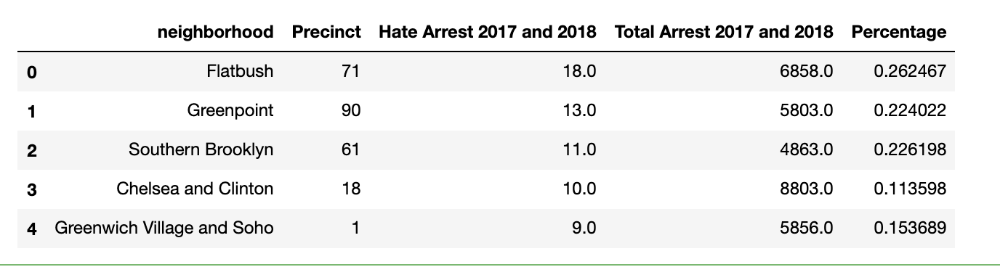 neighborhood Precinct Hate Arrest 2017 and 2018 Total Arrest 2017 and 2018 Percentage
0 Flatbush 71 18.0 6858.0 0.262467
1 Greenpoint 90 13.0 5803.0 0.224022
2 Southern Brooklyn 61 11.0 4863.0 0.226198
3 Chelsea and Clinton 18 10.0 8803.0 0.113598
4 Greenwich Village and Soho 1 9.0 5856.0 0.153689